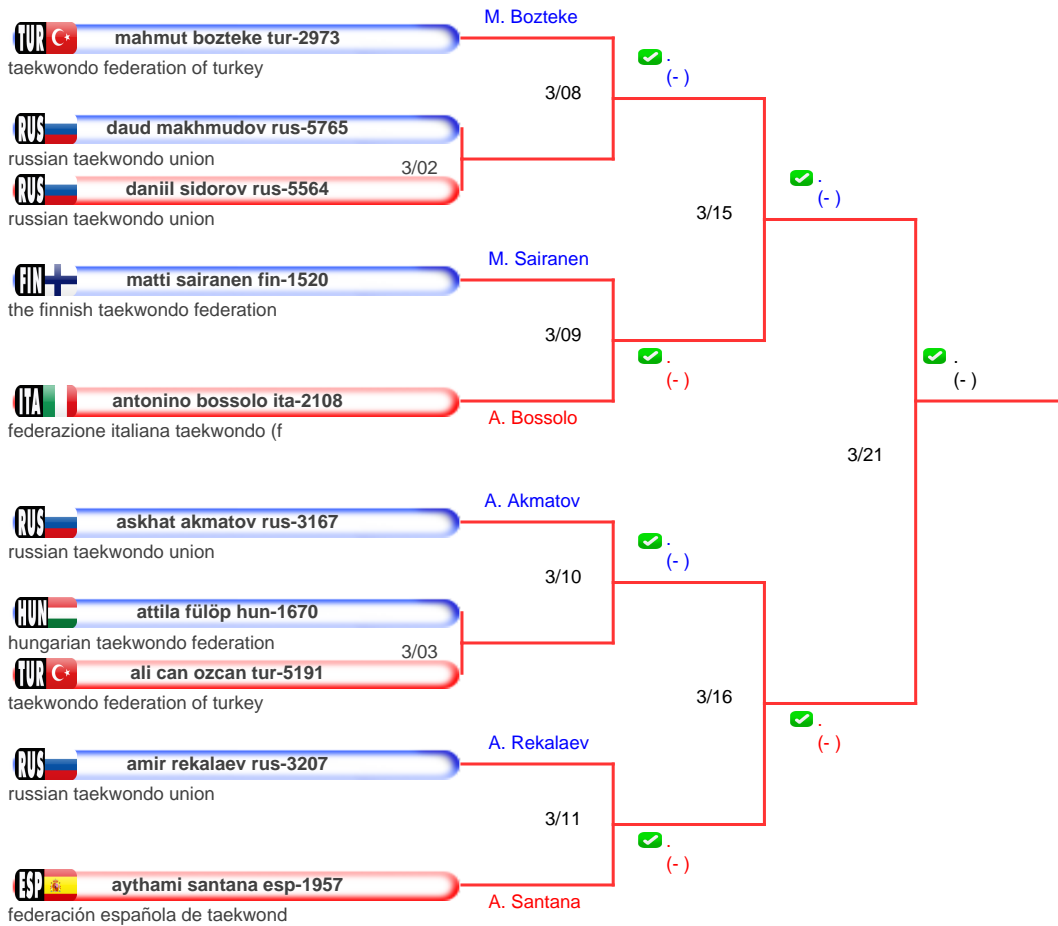 M. Bozteke
TUR mahmut bozteke tur-2973
taekwondo federation of turkey
.
(- )
3/08
RUS daud makhmudov rus-5765
russian taekwondo union
3/02
RUS daniil sidorov rus-5564
russian taekwondo union
.
(- )
3/15
M. Sairanen
FIN matti sairanen fin-1520
the finnish taekwondo federation
3/09
.
(- )
.
(- )
ITA antonino bossolo ita-2108
A. Bossolo
federazione italiana taekwondo (f
3/21
A. Akmatov
RUS askhat akmatov rus-3167
russian taekwondo union
.
(- )
3/10
HUN attila fülöp hun-1670
hungarian taekwondo federation
3/03
TUR ali can ozcan tur-5191
taekwondo federation of turkey
3/16
.
(- )
A. Rekalaev
RUS amir rekalaev rus-3207
russian taekwondo union
3/11
.
(- )
ESP aythami santana esp-1957
A. Santana
federación española de taekwond